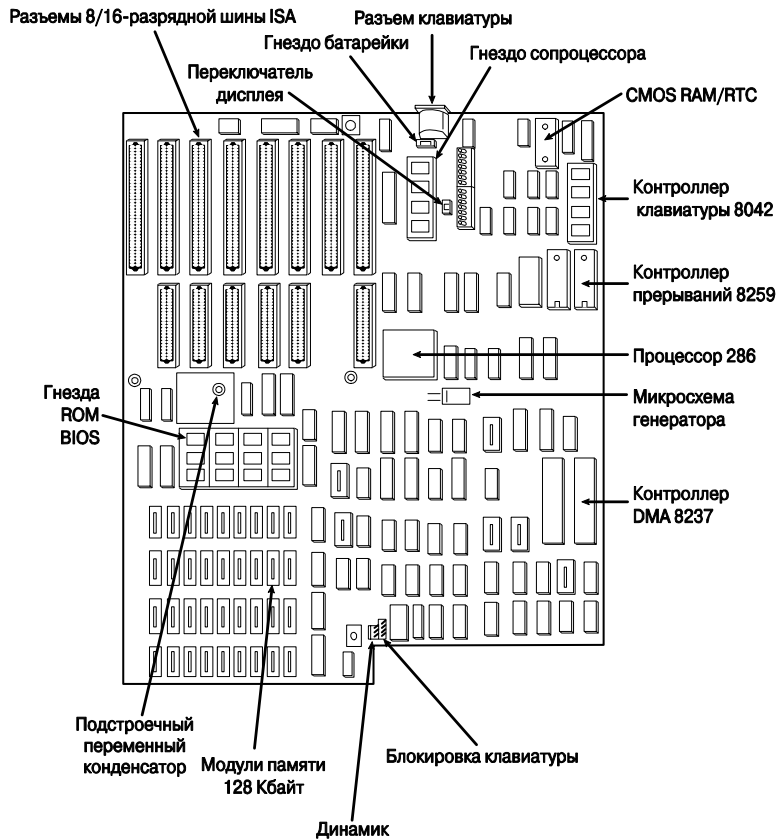 Разъемы 8/16-разрядной шины ISA
Разъем клавиатуры
Гнездо батарейки
Гнездо сопроцессора
Переключатель
дисплея
CMOS RAM/RTC
Контроллер
клавиатуры 8042
Контроллер
прерываний 8259
Процессор 286
Гнезда
ROM
BIOS
Микросхема
генератора
Контроллер
DMA 8237
Подстроечный
переменный
конденсатор
Модули памяти
128 Кбайт
Блокировка клавиатуры
Динамик